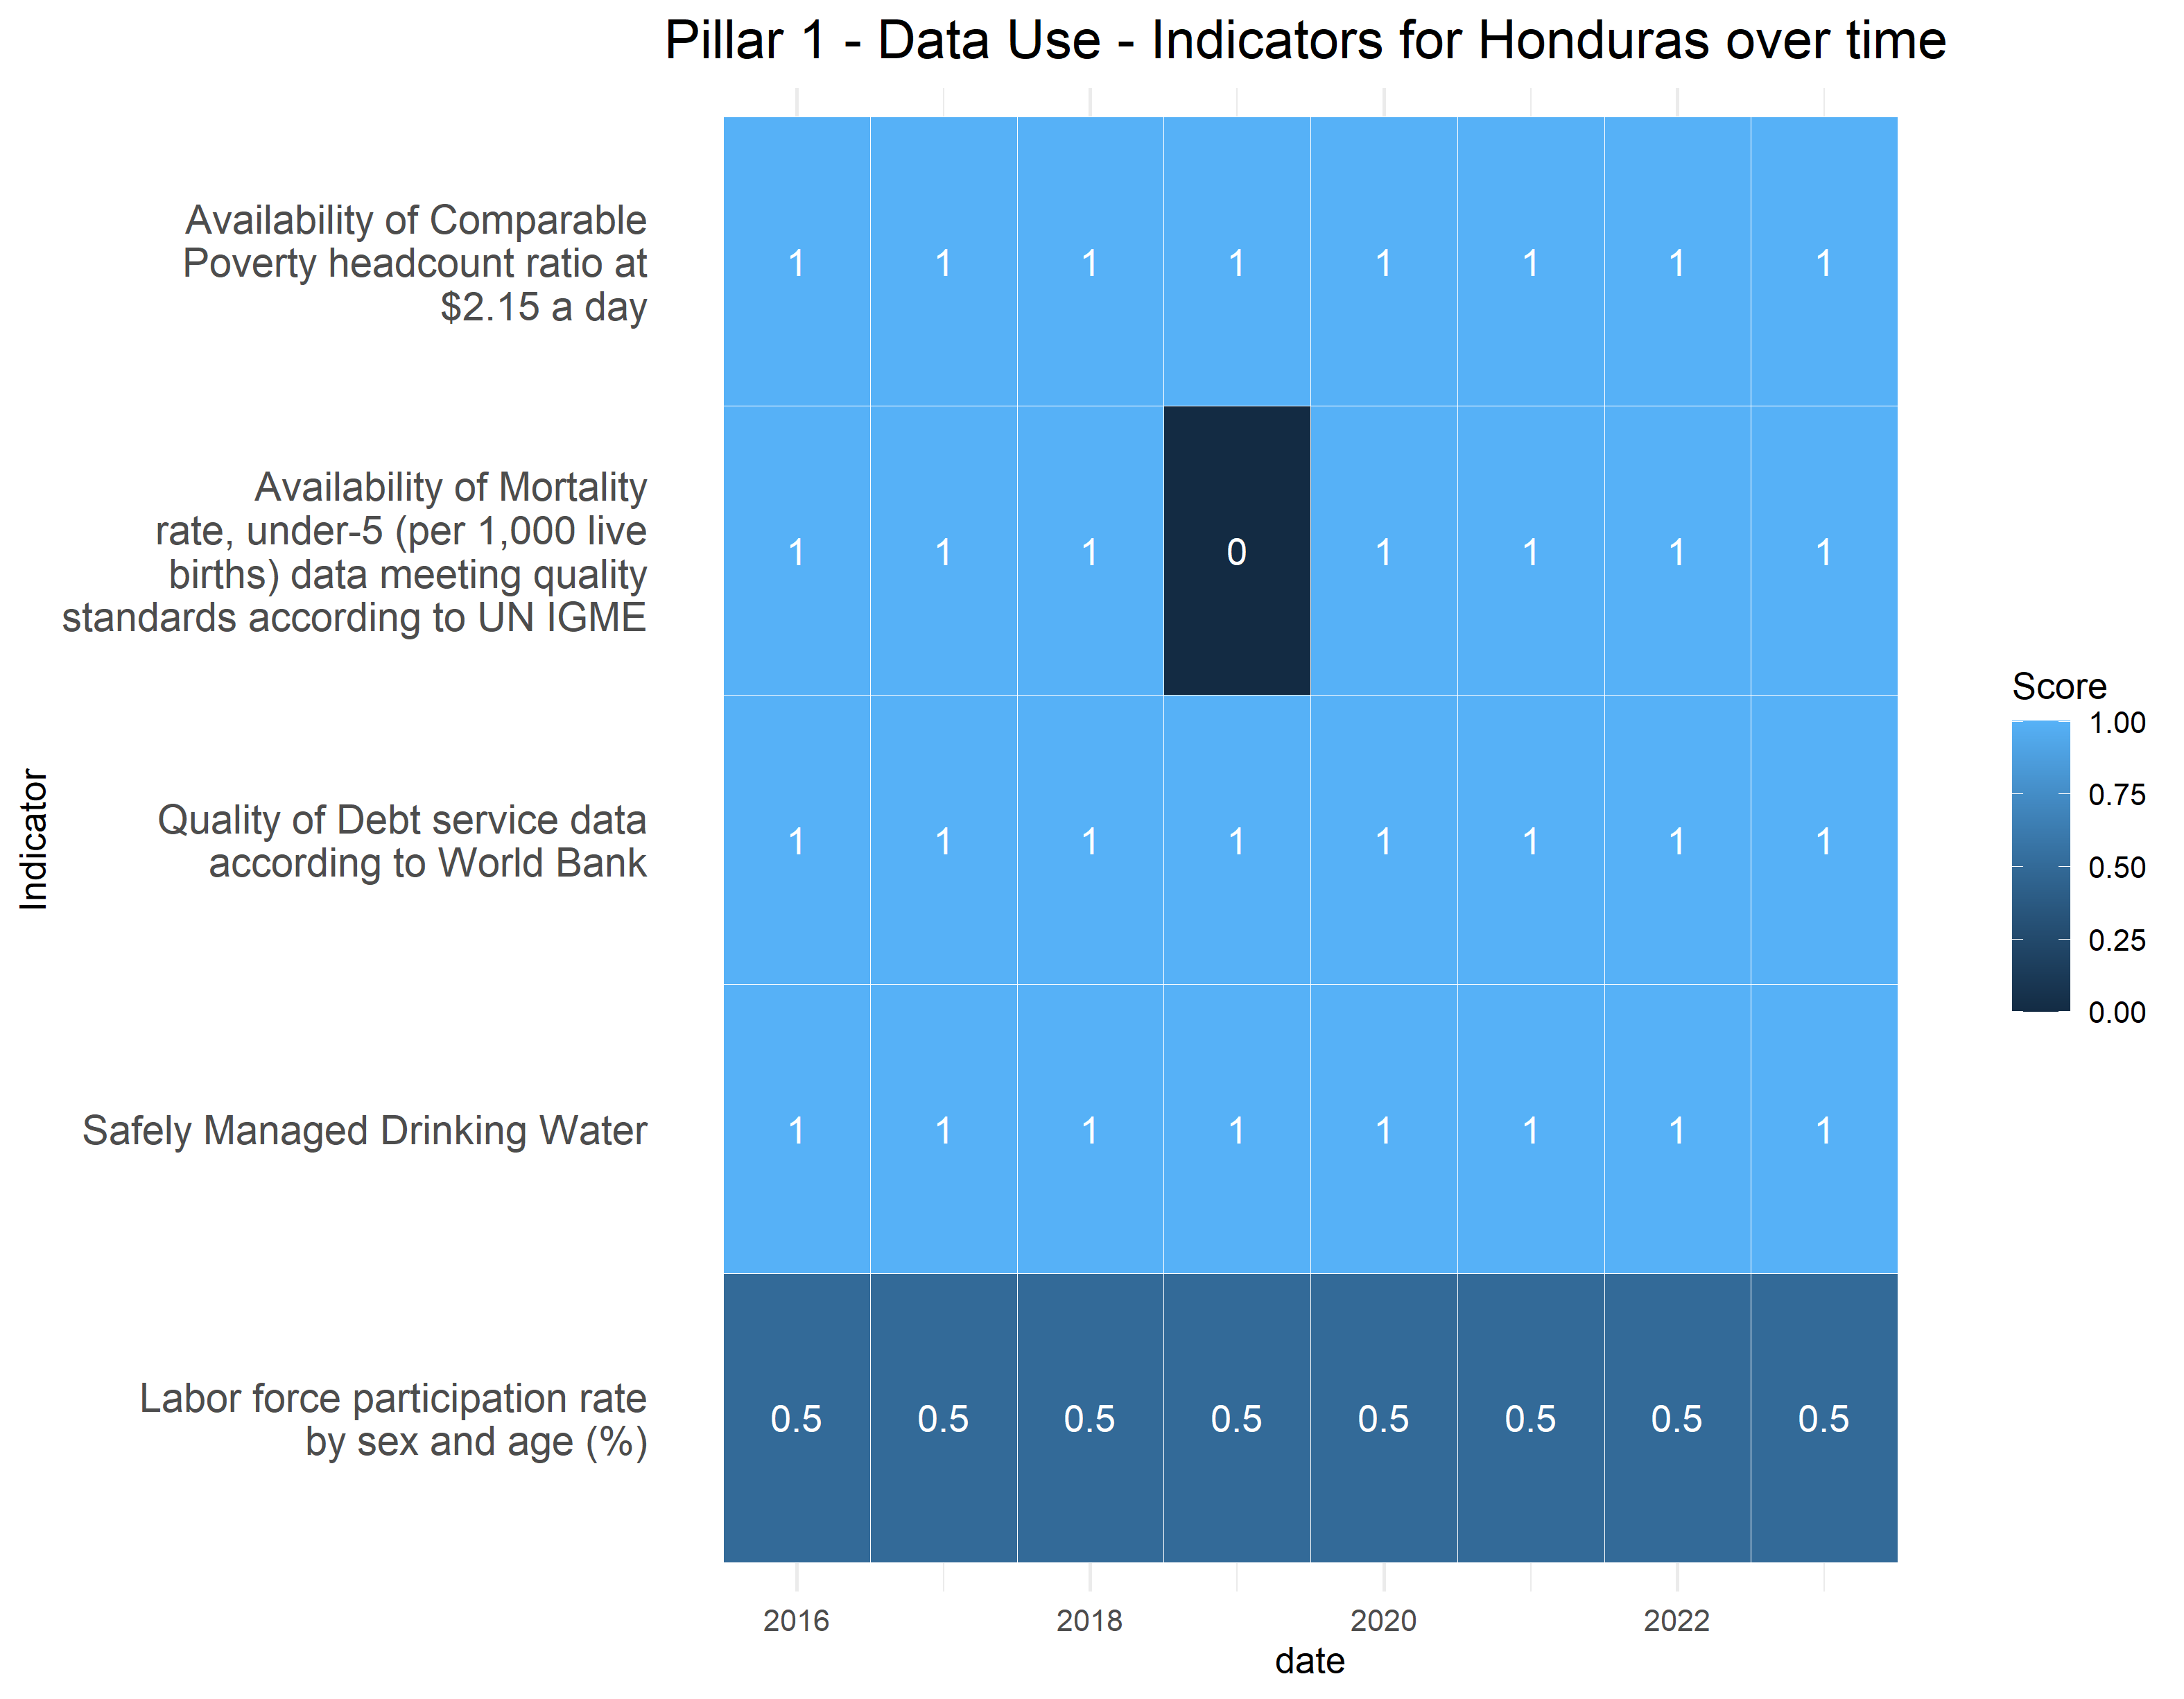 Pillar 1 - Data Use - Indicators for Honduras over time
Availability of Comparable
Poverty headcount ratio at
$2.15 a day
1 1 1 1 1 1 1 1
Availability of Mortality
rate, under-5 (per 1,000 live
births) data meeting quality
standards according to UN IGME
1 1 1 0 1 1 1 1
Quality of Debt service data
according to World Bank
1 1 1 1 1 1 1 1
Safely Managed Drinking Water
1 1 1 1 1 1 1 1
Labor force participation rate
by sex and age (%)
0.5 0.5 0.5 0.5 0.5 0.5 0.5 0.5
Indicator
2016 2018 2020 2022
date
Score
1.00
0.75
0.50
0.25
0.00